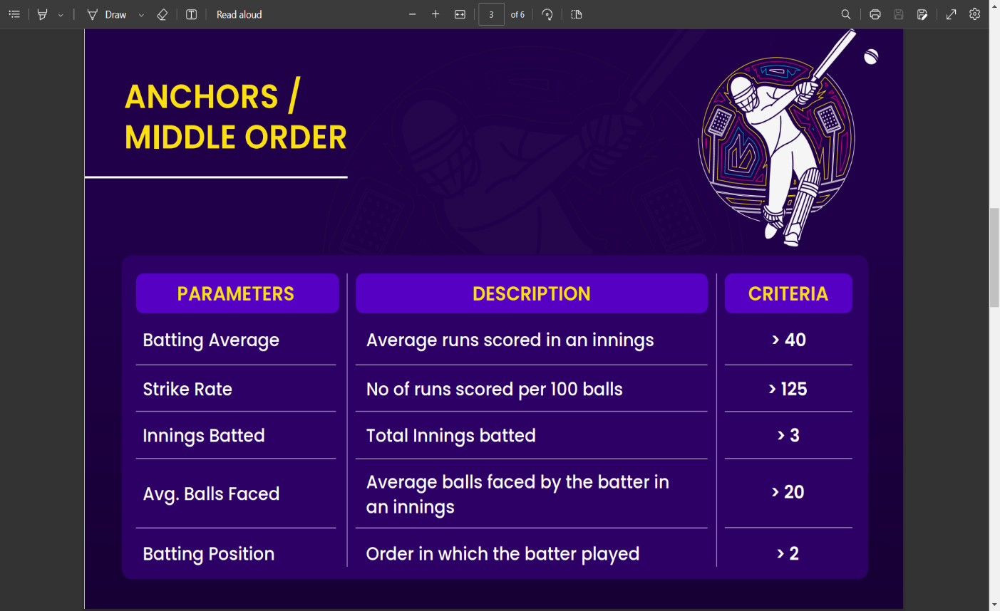 Draw
Read aloud
3 of 6
ANCHORS /
MIDDLE ORDER
PARAMETERS DESCRIPTION CRITERIA
Batting Average Average runs scored in an innings > 40
Strike Rate No of runs scored per 100 balls > 125
Innings Batted Total Innings batted > 3
Avg. Balls Faced Average balls faced by the batter in
an innings > 20
Batting Position Order in which the batter played > 2